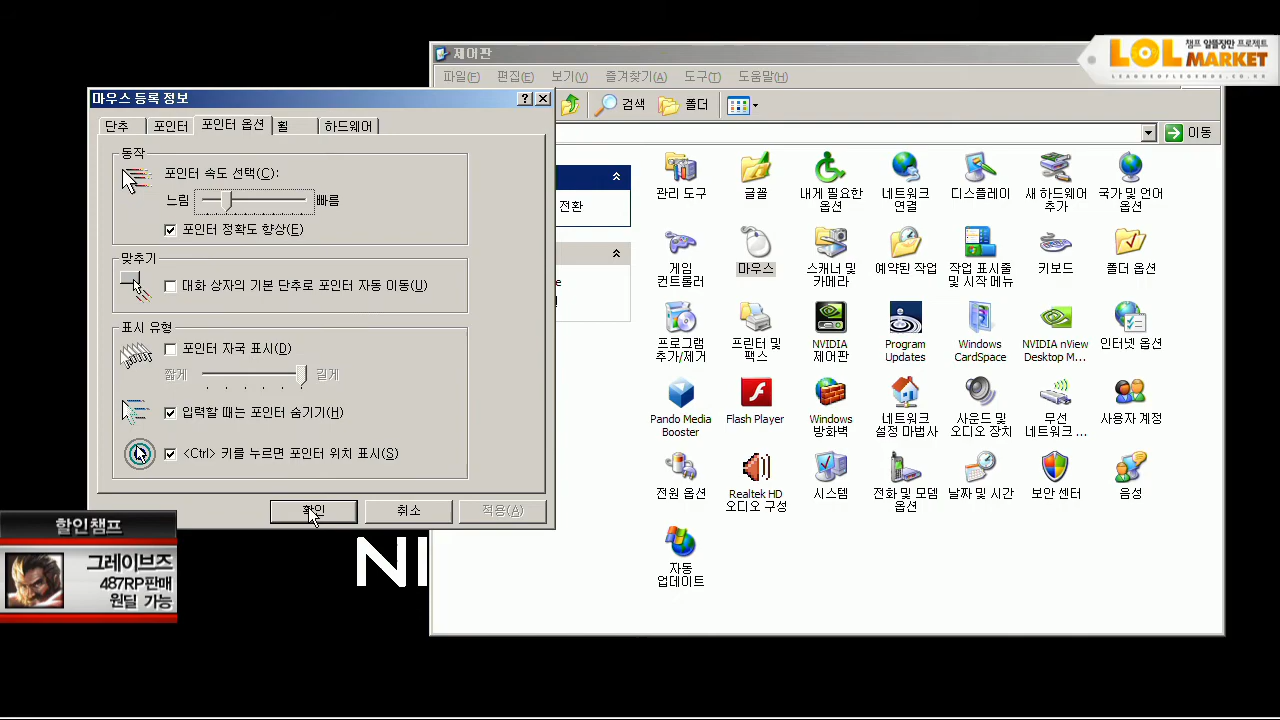 제어판
LOL MARKET
챔프 알뜰장만 프로젝트
LEAGUEOFLEGENDS.CO.KR
파일(F) 편집(E) 보기(V) 즐겨찾기(A) 도구(T) 도움말(H)
검색 폴더
이동
전환
마우스 등록 정보
단추 포인터 포인터 옵션 휠 하드웨어
동작
포인터 속도 선택(C):
느림 빠름
포인터 정확도 향상(E)
맞추기
대화 상자의 기본 단추로 포인터 자동 이동(U)
표시 유형
포인터 자국 표시(D)
짧게 길게
입력할 때는 포인터 숨기기(H)
<Ctrl> 키를 누르면 포인터 위치 표시(S)
확인 취소 적용(A)
관리 도구
글꼴
내게 필요한
옵션
네트워크
연결
디스플레이
새 하드웨어
추가
국가 및 언어
옵션
게임
컨트롤러
마우스
스캐너 및
카메라
예약된 작업
작업 표시줄
및 시작 메뉴
키보드
폴더 옵션
프로그램
추가/제거
프린터 및
팩스
NVIDIA
제어판
Program
Updates
Windows
CardSpace
NVIDIA nView
Desktop M...
인터넷 옵션
Pando Media
Booster
Flash Player
Windows
방화벽
네트워크
설정 마법사
사운드 및
오디오 장치
무선
네트워크 ...
사용자 계정
전원 옵션
Realtek HD
오디오 구성
시스템
전화 및 모뎀
옵션
날짜 및 시간
보안 센터
음성
자동
업데이트
할인챔프
그레이브즈
487RP판매
원딜 가능
NI